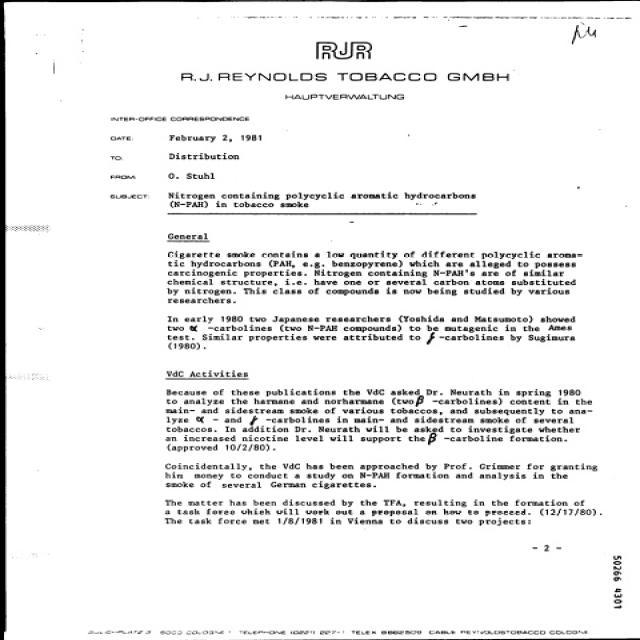 RJR
R.J. REYNOLDS TOBACCO GMBH
HAUPTVERWALTUNG
INTER-OFFICE CORRESPONDENCE
DATE: February 2, 1981
TO: Distribution
FROM: O. Stuhl
SUBJECT: Nitrogen containing polycyclic aromatic hydrocarbons
(N-PAH) in tobacco smoke
General
Cigarette smoke contains a low quantity of different polycyclic aroma-
tic hydrocarbons (PAH, e.g. benzopyrene) which are alleged to possess
carcinogenic properties. Nitrogen containing N-PAH's are of similar
chemical structure, i.e. have one or several carbon atoms substituted
by nitrogen. This class of compounds is now being studied by various
researchers.
In early 1980 two Japanese researchers (Yoshida and Matsumoto) showed
two α -carbolines (two N-PAH compounds) to be mutagenic in the Ames
test. Similar properties were attributed to γ -carbolines by Sugimura
(1980).
VdC Activities
Because of these publications the VdC asked Dr. Neurath in spring 1980
to analyze the harmane and norharmane (two β -carbolines) content in the
main- and sidestream smoke of various tobaccos, and subsequently to ana-
lyze α - and γ -carbolines in main- and sidestream smoke of several
tobaccos. In addition Dr. Neurath will be asked to investigate whether
an increased nicotine level will support the β -carboline formation.
(approved 10/2/80).
Coincidentally, the VdC has been approached by Prof. Grimmer for granting
him money to conduct a study on N-PAH formation and analysis in the
smoke of several German cigarettes.
The matter has been discussed by the TFA, resulting in the formation of
a task force which will work out a proposal on how to proceed. (12/17/80).
The task force met 1/8/1981 in Vienna to discuss two projects:
- 2 -
50266 4301
5000 COLOGNE 1 TELEPHONE TELEX CABLE REYNOLDSTOBACCO COLOGNE